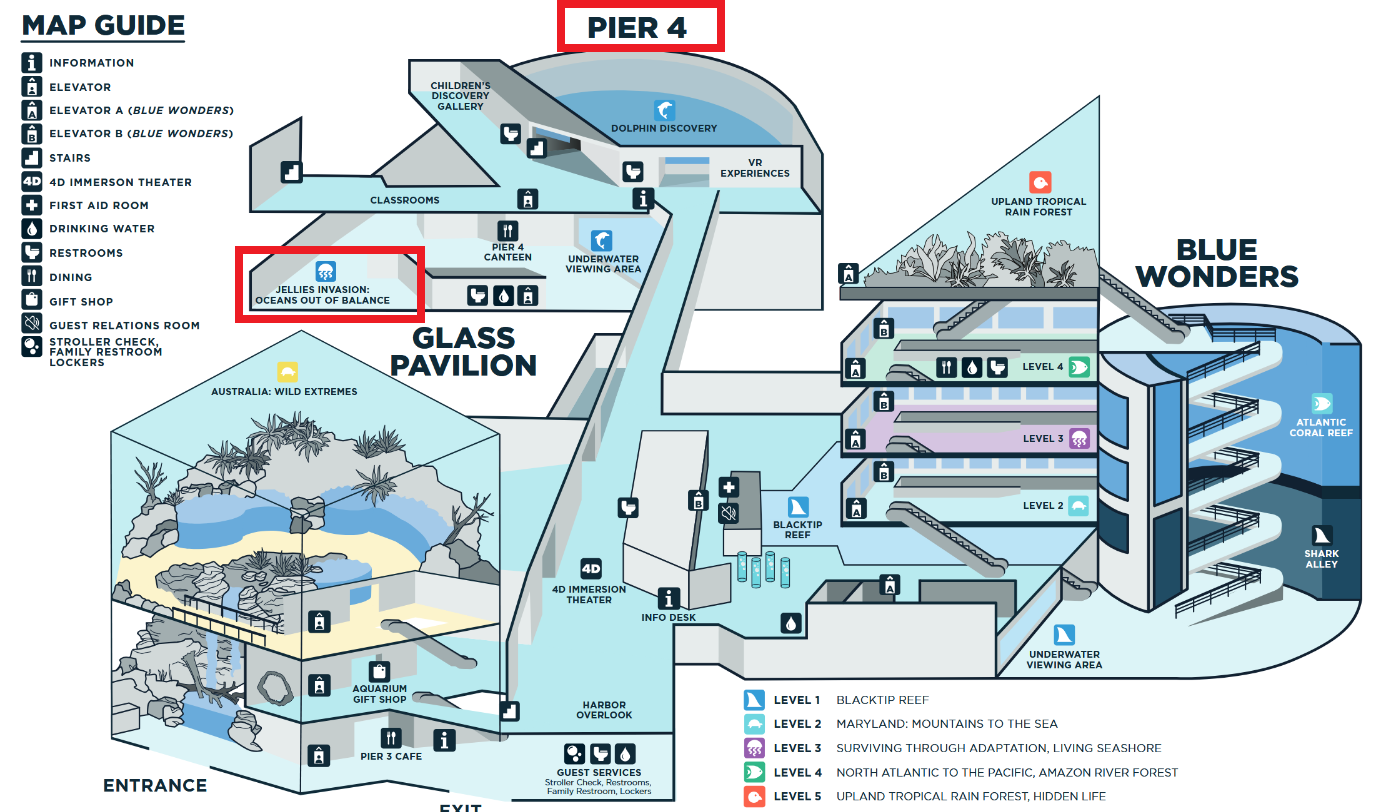 MAP GUIDE
INFORMATION
ELEVATOR
ELEVATOR A (BLUE WONDERS)
ELEVATOR B (BLUE WONDERS)
STAIRS
4D
4D IMMERSON THEATER
FIRST AID ROOM
DRINKING WATER
RESTROOMS
DINING
GIFT SHOP
GUEST RELATIONS ROOM
STROLLER CHECK,
FAMILY RESTROOM
LOCKERS
PIER 4
CHILDREN'S
DISCOVERY
GALLERY
DOLPHIN DISCOVERY
VR
EXPERIENCES
CLASSROOMS
PIER 4
CANTEEN
UNDERWATER
VIEWING AREA
JELLIES INVASION:
OCEANS OUT OF BALANCE
GLASS
PAVILION
AUSTRALIA: WILD EXTREMES
AQUARIUM
GIFT SHOP
PIER 3 CAFE
ENTRANCE
EXIT
HARBOR
OVERLOOK
GUEST SERVICES
Stroller Check, Restrooms,
Family Restroom, Lockers
4D
4D IMMERSION
THEATER
INFO DESK
BLACKTIP
REEF
UPLAND TROPICAL
RAIN FOREST
BLUE
WONDERS
A
B
A
LEVEL 4
B
A
LEVEL 3
B
A
LEVEL 2
B
A
ATLANTIC
CORAL REEF
SHARK
ALLEY
UNDERWATER
VIEWING AREA
LEVEL 1 BLACKTIP REEF
LEVEL 2 MARYLAND: MOUNTAINS TO THE SEA
LEVEL 3 SURVIVING THROUGH ADAPTATION, LIVING SEASHORE
LEVEL 4 NORTH ATLANTIC TO THE PACIFIC, AMAZON RIVER FOREST
LEVEL 5 UPLAND TROPICAL RAIN FOREST, HIDDEN LIFE